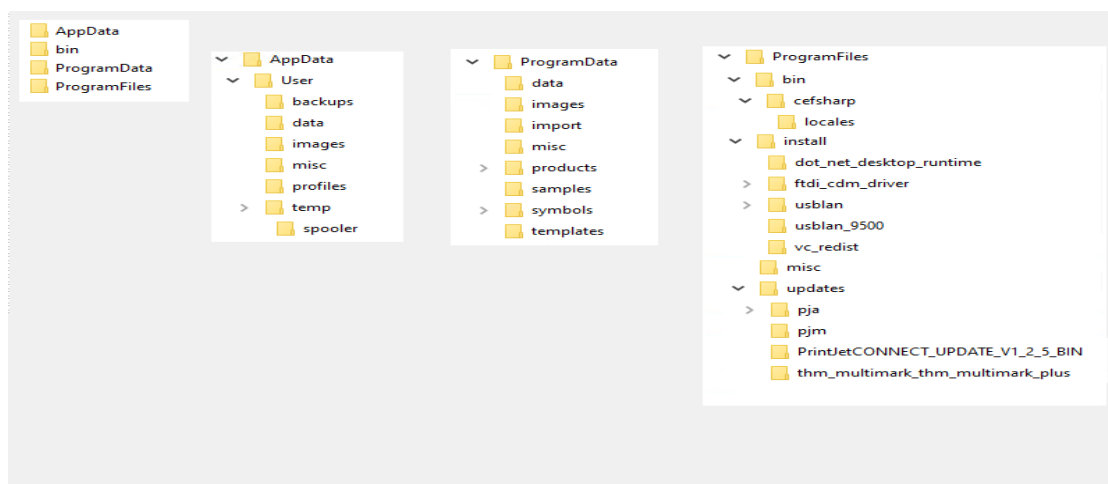 AppData
bin
ProgramData
ProgramFiles
AppData
User
backups
data
images
misc
profiles
temp
spooler
ProgramData
data
images
import
misc
products
samples
symbols
templates
ProgramFiles
bin
cefsharp
locales
install
dot_net_desktop_runtime
ftdi_cdm_driver
usblan
usblan_9500
vc_redist
misc
updates
pja
pjm
PrintJetCONNECT_UPDATE_V1_2_5_BIN
thm_multimark_thm_multimark_plus